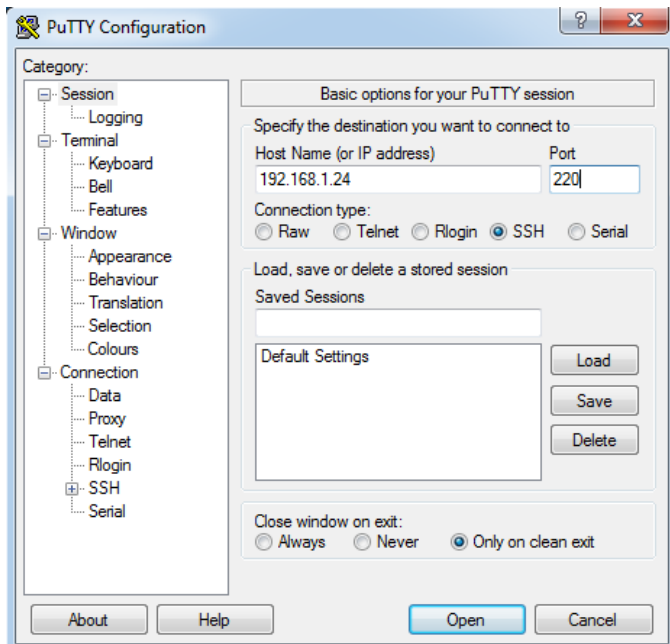 PuTTY Configuration
Category:
Session
Logging
Terminal
Keyboard
Bell
Features
Window
Appearance
Behaviour
Translation
Selection
Colours
Connection
Data
Proxy
Telnet
Rlogin
SSH
Serial
Basic options for your PuTTY session
Specify the destination you want to connect to
Host Name (or IP address) Port
192.168.1.24 220
Connection type:
Raw Telnet Rlogin SSH Serial
Load, save or delete a stored session
Saved Sessions
Default Settings
Load
Save
Delete
Close window on exit:
Always Never Only on clean exit
About Help Open Cancel